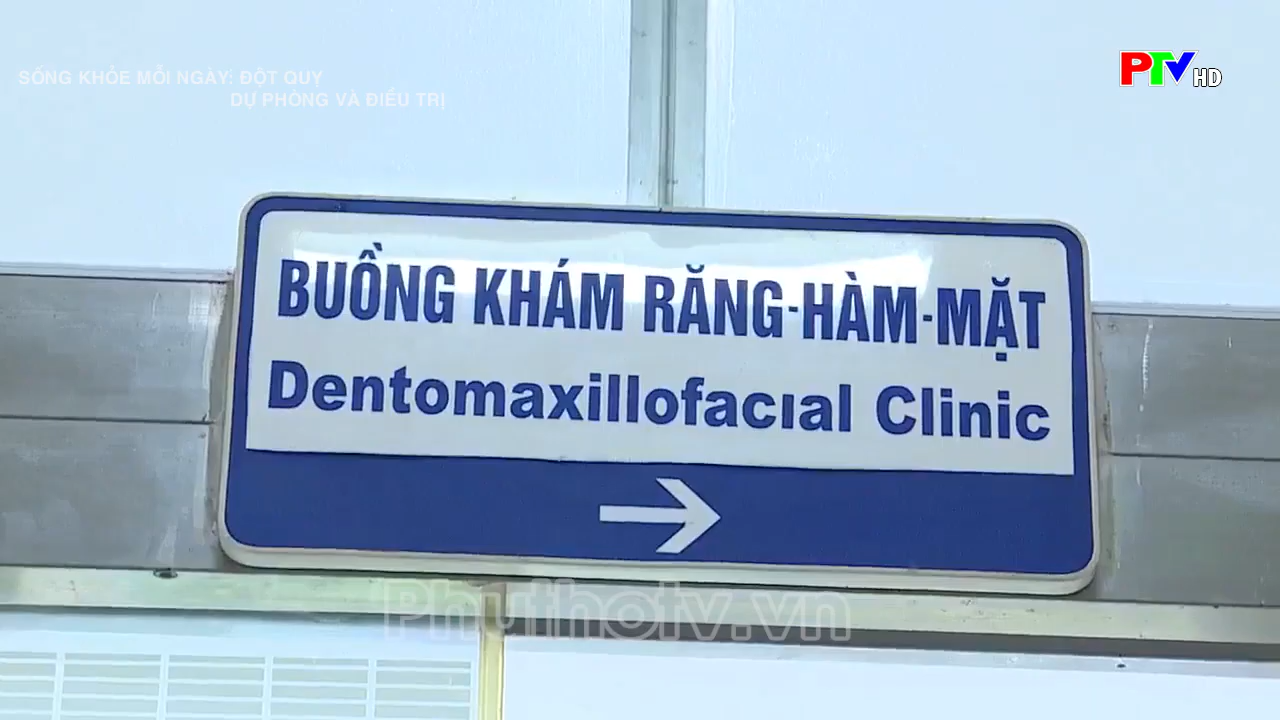 SỐNG KHỎE MỖI NGÀY: ĐỘT QUỴ
DỰ PHÒNG VÀ ĐIỀU TRỊ
PTV HD
BUỒNG KHÁM RĂNG-HÀM-MẶT
Dentomaxillofacial Clinic
Phuthotv.vn